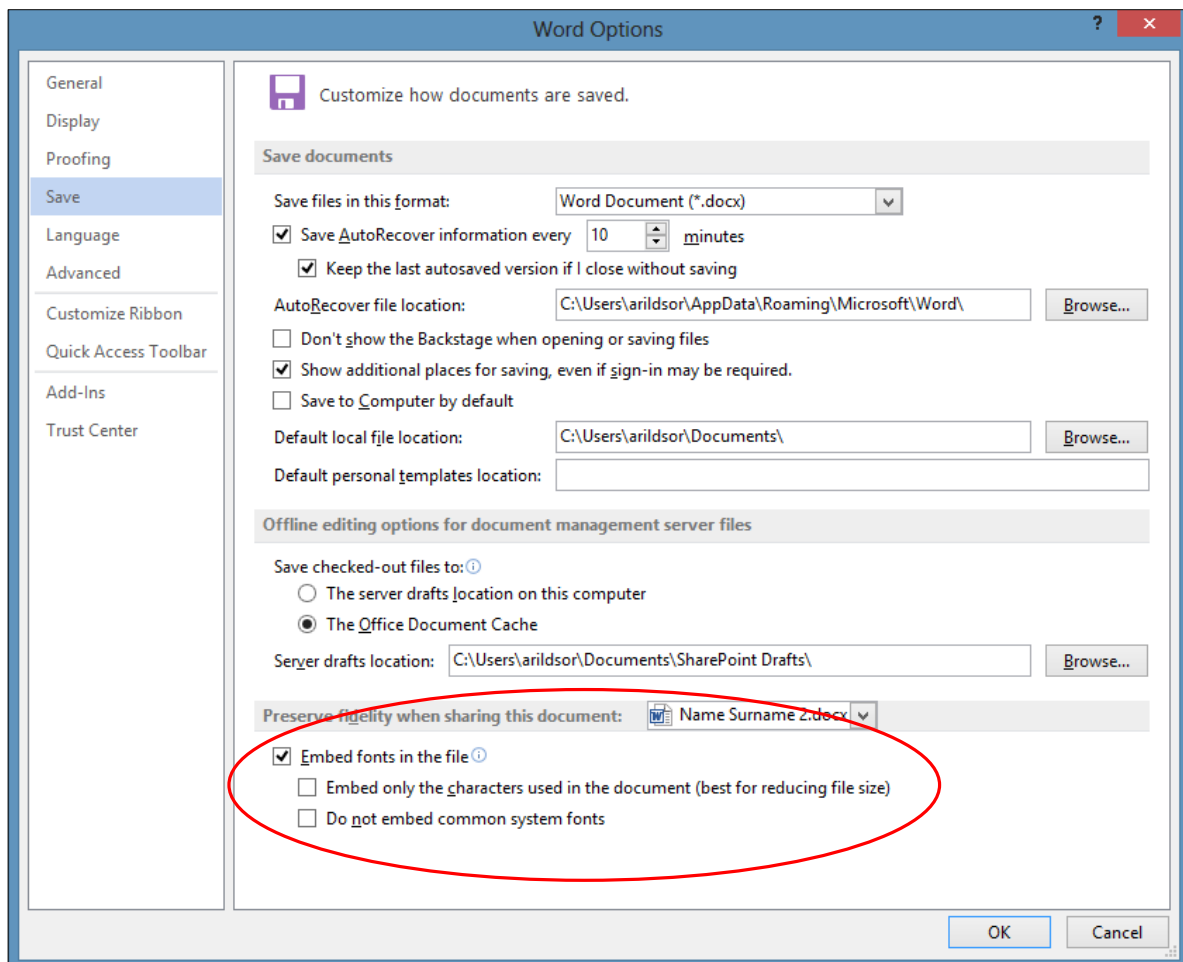 Word Options
?
×
General
Display
Proofing
Save
Language
Advanced
Customize Ribbon
Quick Access Toolbar
Add-Ins
Trust Center
Customize how documents are saved.
Save documents
Save files in this format: Word Document (*.docx)
Save AutoRecover information every 10 minutes
Keep the last autosaved version if I close without saving
AutoRecover file location: C:\Users\arildsor\AppData\Roaming\Microsoft\Word\ Browse...
Don't show the Backstage when opening or saving files
Show additional places for saving, even if sign-in may be required.
Save to Computer by default
Default local file location: C:\Users\arildsor\Documents\ Browse...
Default personal templates location:
Offline editing options for document management server files
Save checked-out files to:
The server drafts location on this computer
The Office Document Cache
Server drafts location: C:\Users\arildsor\Documents\SharePoint Drafts\ Browse...
Preserve fidelity when sharing this document: Name Surname 2.docx
Embed fonts in the file
Embed only the characters used in the document (best for reducing file size)
Do not embed common system fonts
OK Cancel